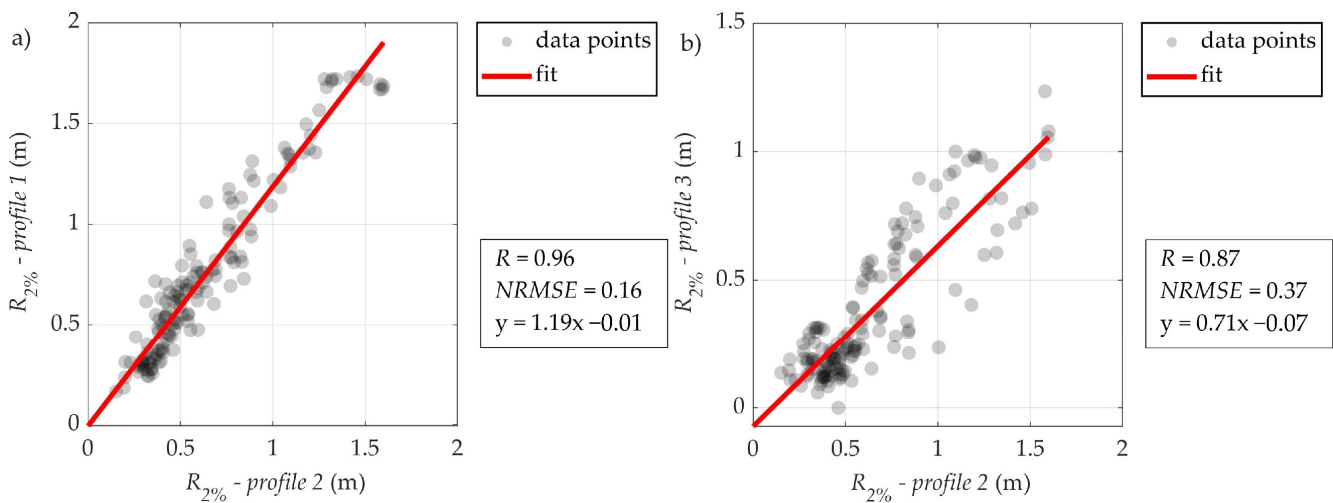 a)
2
1.5
1
0.5
0
0
0.5
1
1.5
2
R2% - profile 1 (m)
R2% - profile 2 (m)
data points
fit
R = 0.96
NRMSE = 0.16
y = 1.19x −0.01
b)
1.5
1
0.5
0
0
0.5
1
1.5
2
R2% - profile 3 (m)
R2% - profile 2 (m)
data points
fit
R = 0.87
NRMSE = 0.37
y = 0.71x −0.07